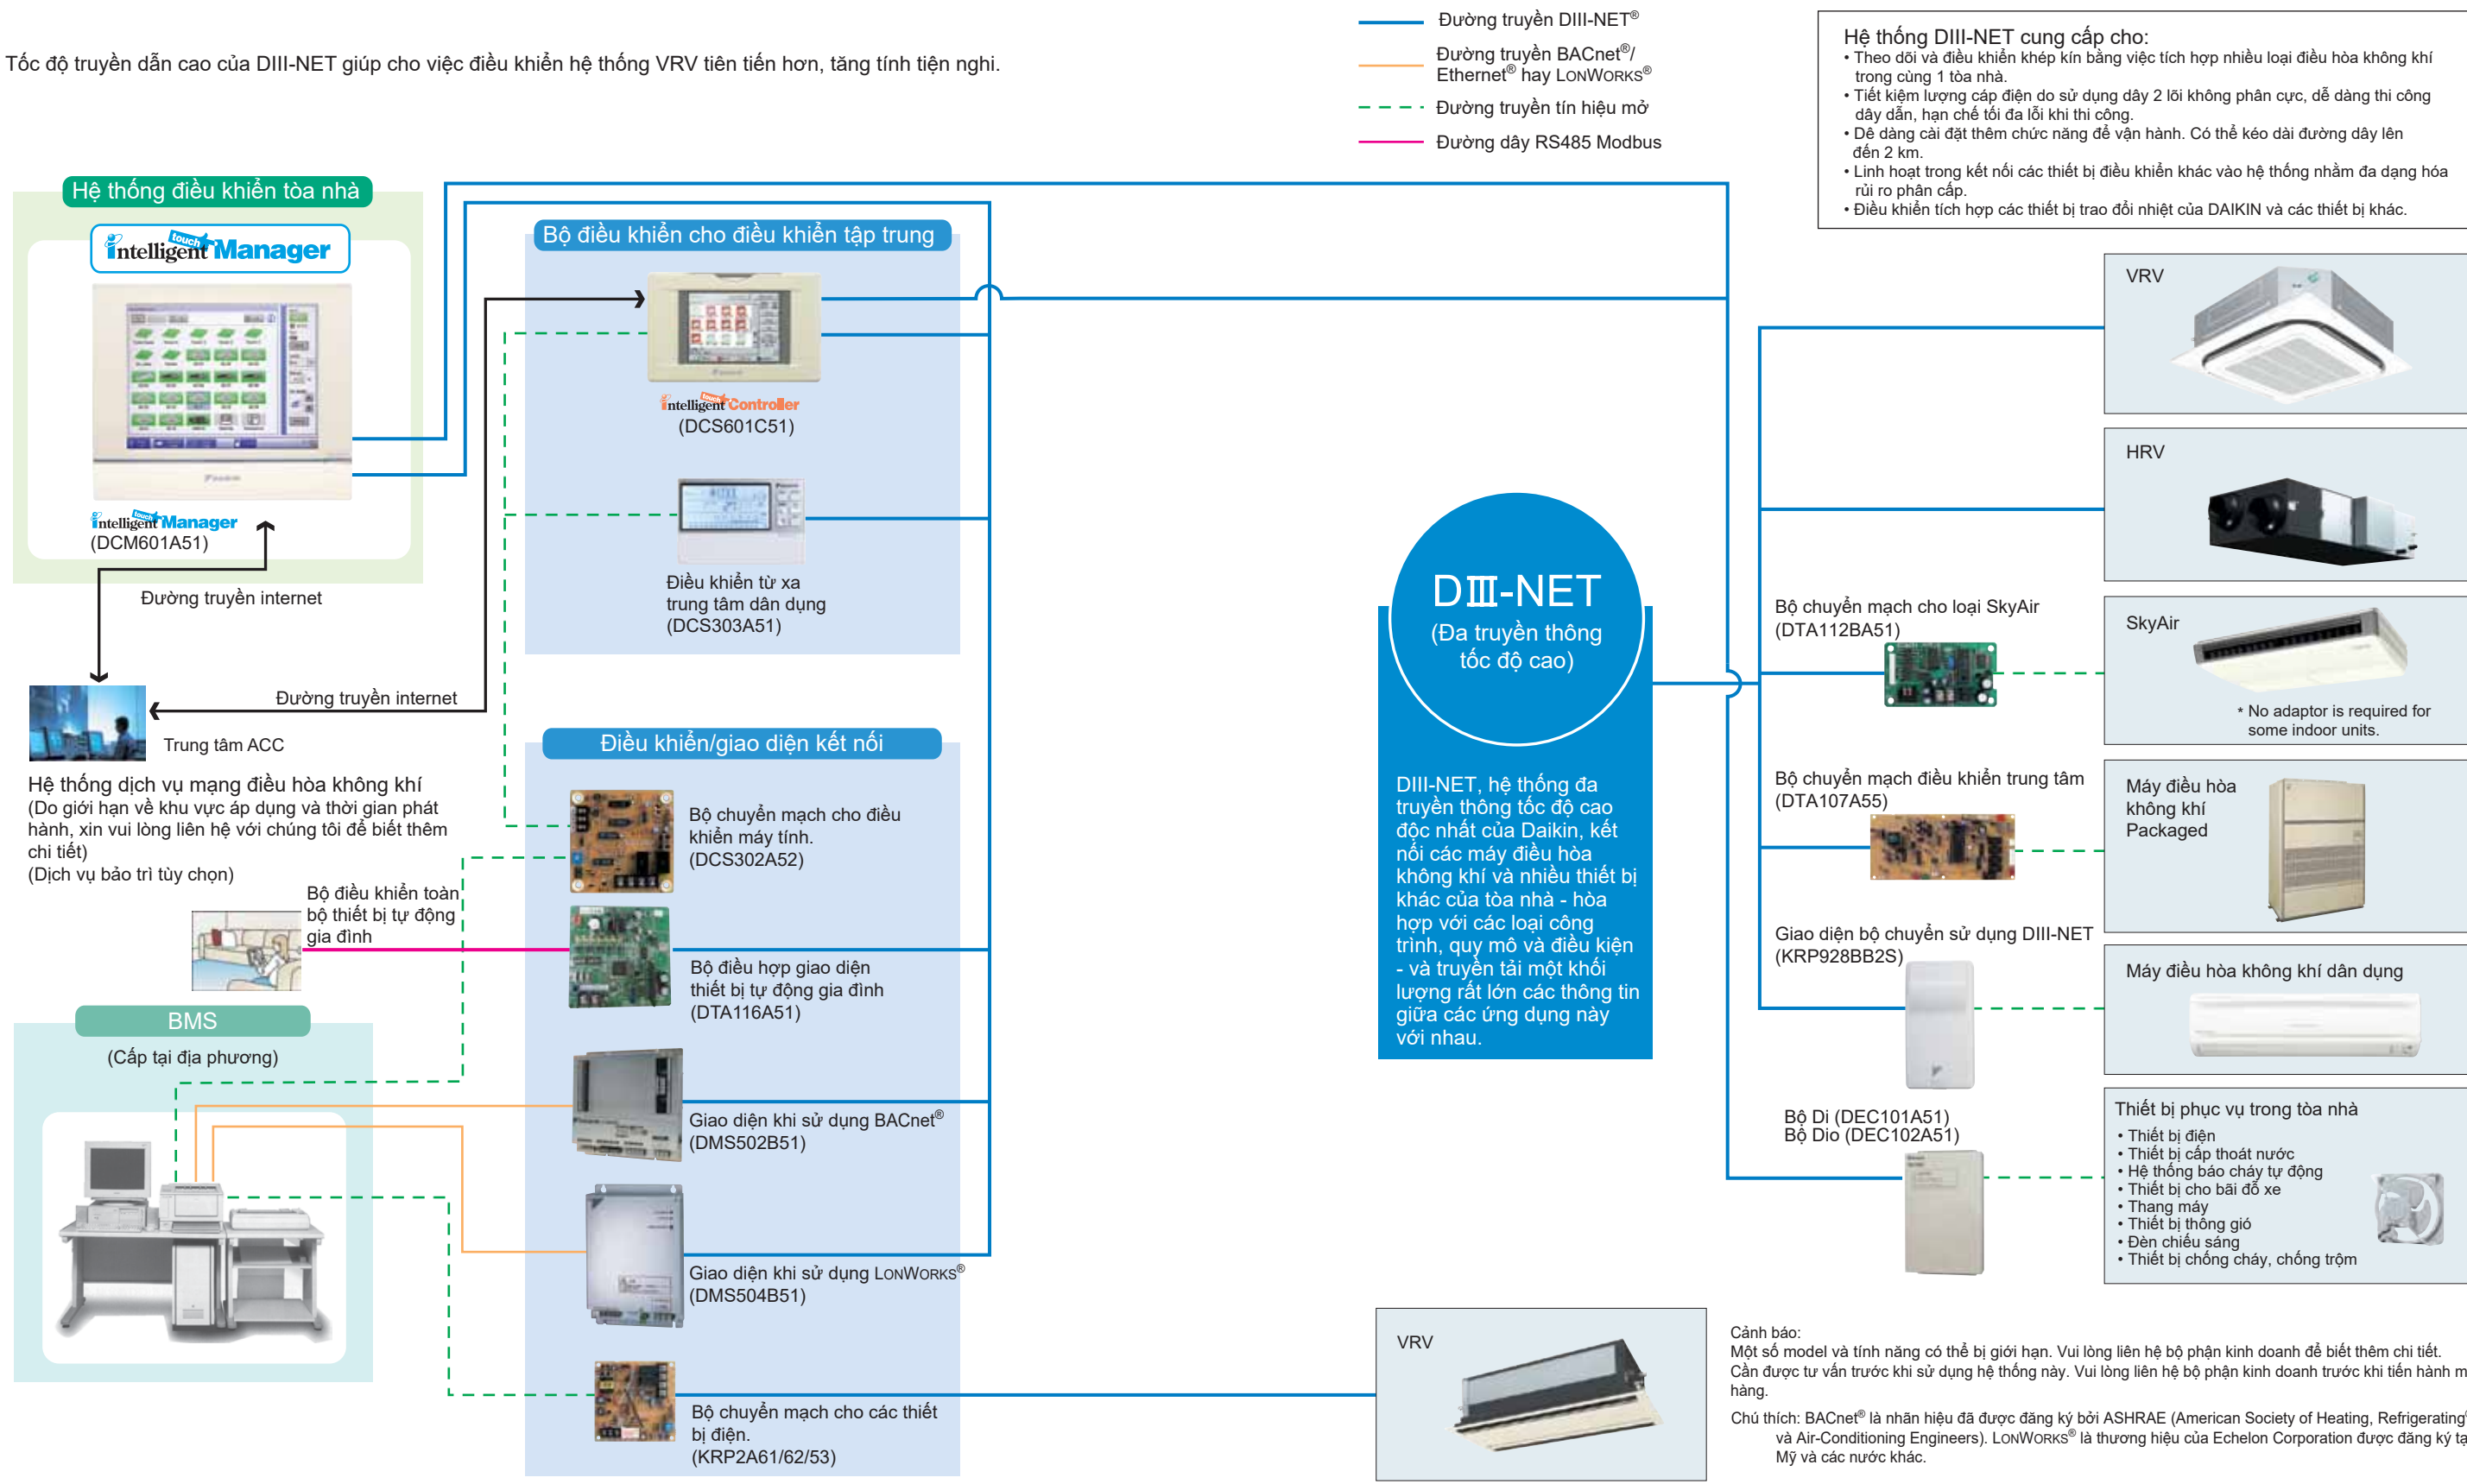 Tốc độ truyền dẫn cao của DIII-NET giúp cho việc điều khiển hệ thống VRV tiên tiến hơn, tăng tính tiện nghi.
Đường truyền DIII-NET®
Đường truyền BACnet®/
Ethernet® hay LONWORKS®
Đường truyền tín hiệu mở
Đường dây RS485 Modbus
Hệ thống DIII-NET cung cấp cho:
• Theo dõi và điều khiển khép kín bằng việc tích hợp nhiều loại điều hòa không khí
trong cùng 1 tòa nhà.
• Tiết kiệm lượng cáp điện do sử dụng dây 2 lõi không phân cực, dễ dàng thi công
dây dẫn, hạn chế tối đa lỗi khi thi công.
• Dê dàng cài đặt thêm chức năng để vận hành. Có thể kéo dài đường dây lên
đến 2 km.
• Linh hoạt trong kết nối các thiết bị điều khiển khác vào hệ thống nhằm đa dạng hóa
rủi ro phân cấp.
• Điều khiển tích hợp các thiết bị trao đổi nhiệt của DAIKIN và các thiết bị khác.
Hệ thống điều khiển tòa nhà
intelligent touch Manager
intelligent touch Manager
(DCM601A51)
Đường truyền internet
Đường truyền internet
Trung tâm ACC
Hệ thống dịch vụ mạng điều hòa không khí
(Do giới hạn về khu vực áp dụng và thời gian phát
hành, xin vui lòng liên hệ với chúng tôi để biết thêm
chi tiết)
(Dịch vụ bảo trì tùy chọn)
Bộ điều khiển toàn
bộ thiết bị tự động
gia đình
BMS
(Cấp tại địa phương)
Bộ điều khiển cho điều khiển tập trung
intelligent touch Controller
(DCS601C51)
Điều khiển từ xa
trung tâm dân dụng
(DCS303A51)
Điều khiển/giao diện kết nối
Bộ chuyển mạch cho điều
khiển máy tính.
(DCS302A52)
Bộ điều hợp giao diện
thiết bị tự động gia đình
(DTA116A51)
Giao diện khi sử dụng BACnet®
(DMS502B51)
Giao diện khi sử dụng LONWORKS®
(DMS504B51)
Bộ chuyển mạch cho các thiết
bị điện.
(KRP2A61/62/53)
DIII-NET
(Đa truyền thông
tốc độ cao)
DIII-NET, hệ thống đa
truyền thông tốc độ cao
độc nhất của Daikin, kết
nối các máy điều hòa
không khí và nhiều thiết bị
khác của tòa nhà - hòa
hợp với các loại công
trình, quy mô và điều kiện
- và truyền tải một khối
lượng rất lớn các thông tin
giữa các ứng dụng này
với nhau.
VRV
HRV
Bộ chuyển mạch cho loại SkyAir
(DTA112BA51)
SkyAir
* No adaptor is required for
some indoor units.
Bộ chuyển mạch điều khiển trung tâm
(DTA107A55)
Máy điều hòa
không khí
Packaged
Giao diện bộ chuyển sử dụng DIII-NET
(KRP928BB2S)
Máy điều hòa không khí dân dụng
Bộ Di (DEC101A51)
Bộ Dio (DEC102A51)
Thiết bị phục vụ trong tòa nhà
• Thiết bị điện
• Thiết bị cấp thoát nước
• Hệ thống báo cháy tự động
• Thiết bị cho bãi đỗ xe
• Thang máy
• Thiết bị thông gió
• Đèn chiếu sáng
• Thiết bị chống cháy, chống trộm
VRV
Cảnh báo:
Một số model và tính năng có thể bị giới hạn. Vui lòng liên hệ bộ phận kinh doanh để biết thêm chi tiết.
Cần được tư vấn trước khi sử dụng hệ thống này. Vui lòng liên hệ bộ phận kinh doanh trước khi tiến hành m
hàng.
Chú thích: BACnet® là nhãn hiệu đã được đăng ký bởi ASHRAE (American Society of Heating, Refrigerating®
và Air-Conditioning Engineers). LONWORKS® là thương hiệu của Echelon Corporation được đăng ký tạ
Mỹ và các nước khác.